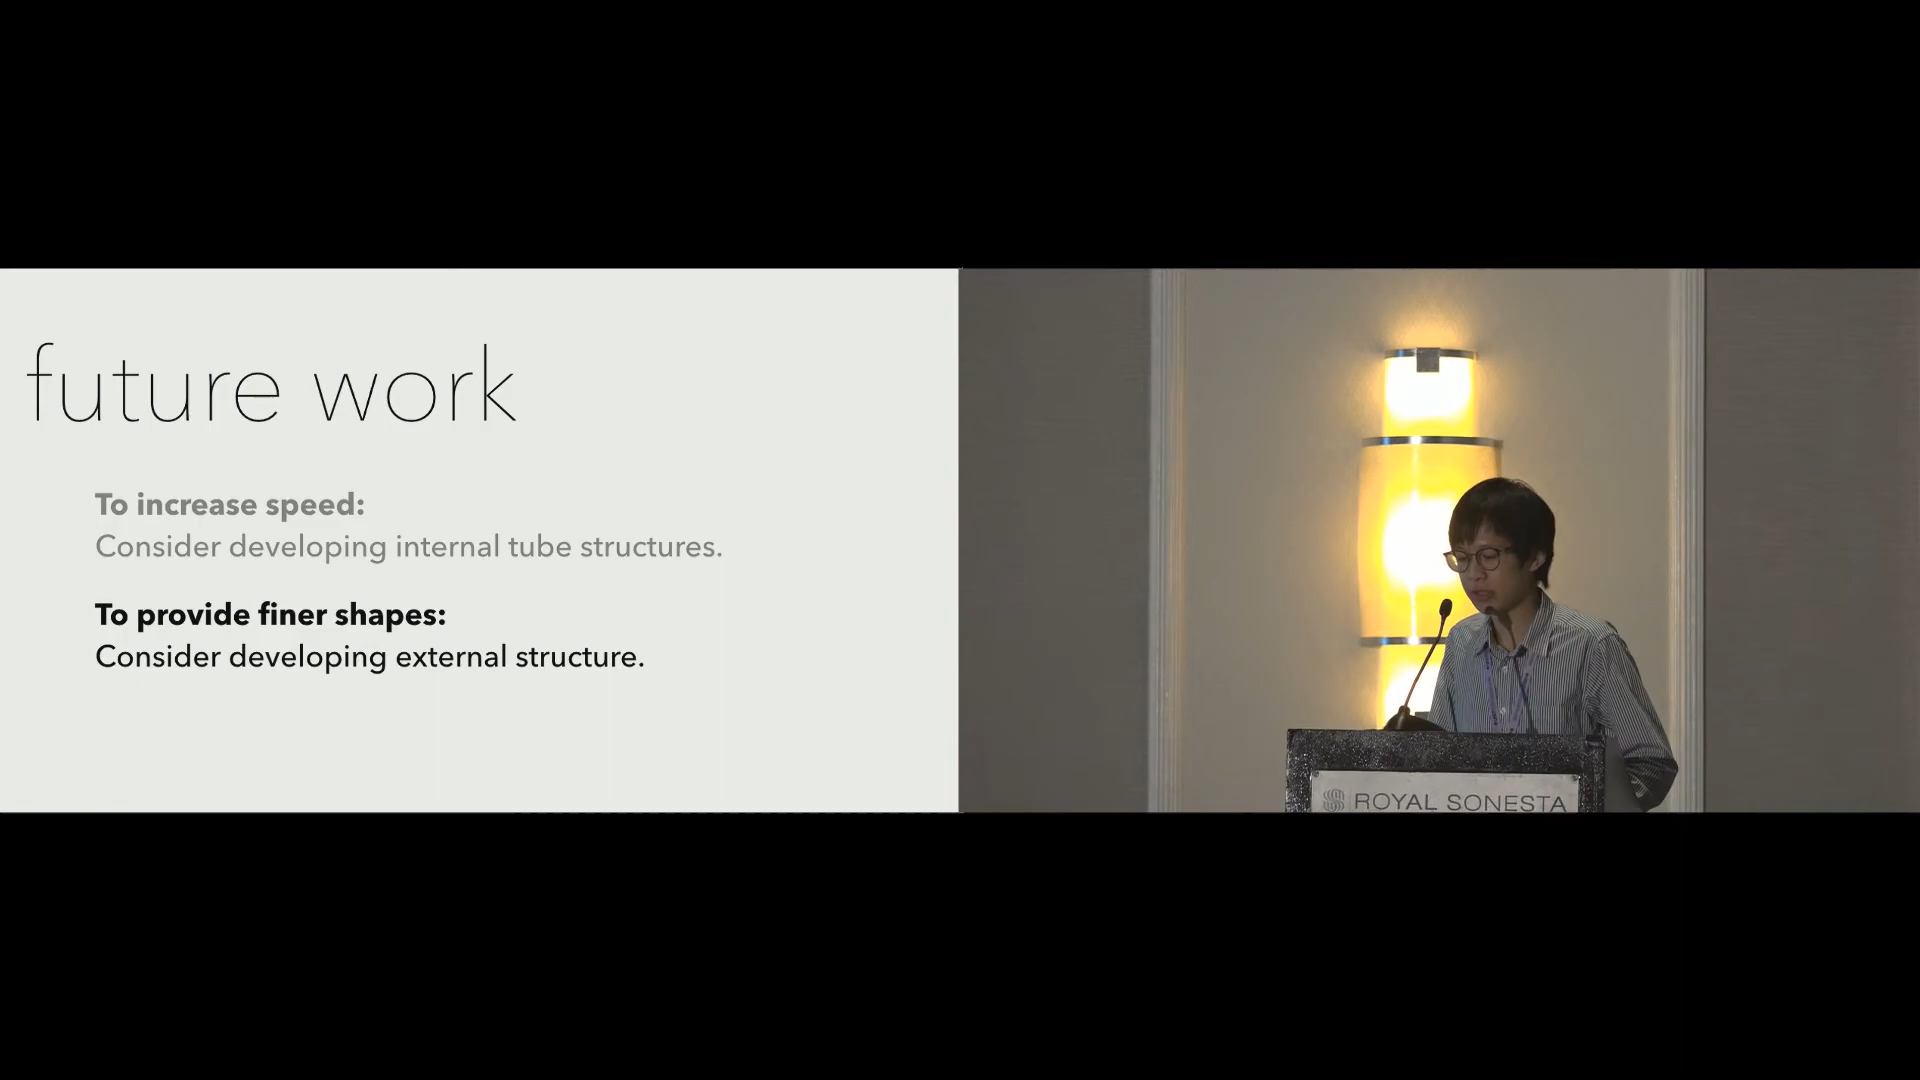 future work
To increase speed:
Consider developing internal tube structures.
To provide finer shapes:
Consider developing external structure.
ROYAL SONESTA